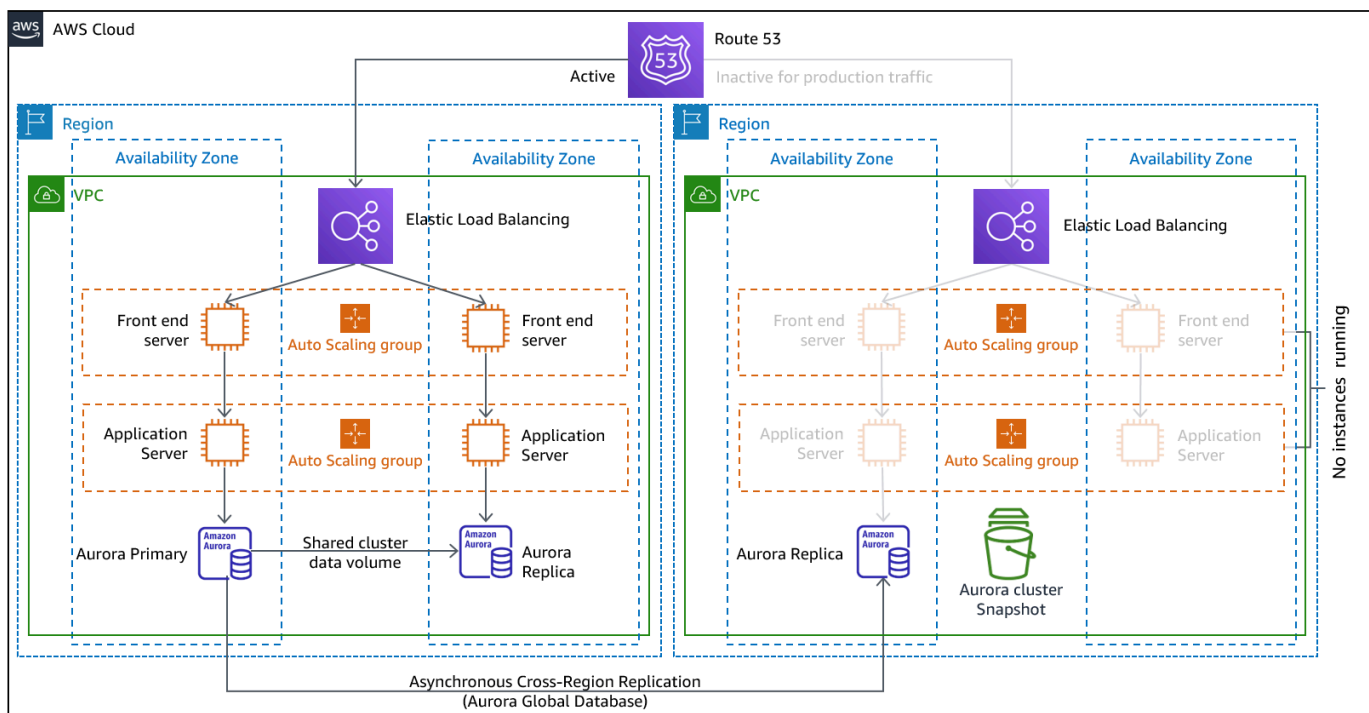 aws
AWS Cloud
Route 53
53
Active
Inactive for production traffic
Region
Availability Zone
Availability Zone
VPC
Elastic Load Balancing
Front end
server
Auto Scaling group
Front end
server
Application
Server
Auto Scaling group
Application
Server
Aurora Primary
Amazon
Aurora
Shared cluster
data volume
Amazon
Aurora
Aurora
Replica
Region
Availability Zone
Availability Zone
VPC
Elastic Load Balancing
Front end
server
Auto Scaling group
Front end
server
Application
Server
Auto Scaling group
Application
Server
No instances running
Aurora Replica
Amazon
Aurora
Aurora cluster
Snapshot
Asynchronous Cross-Region Replication
(Aurora Global Database)